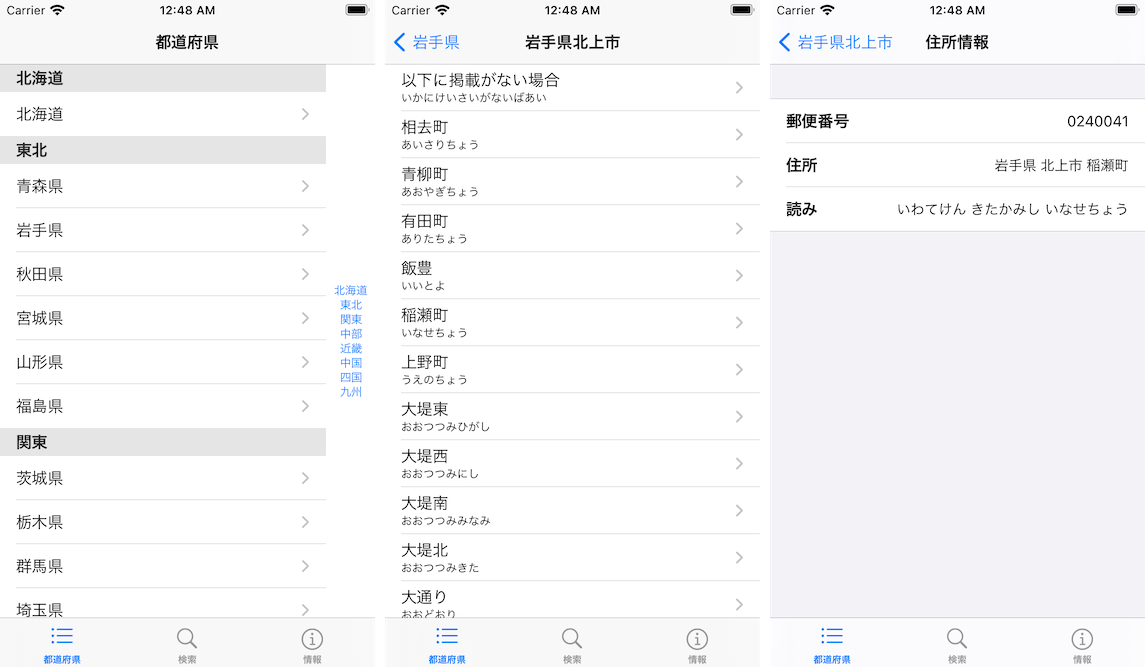 Carrier 12:48 AM
都道府県
北海道
北海道
東北
青森県
岩手県
秋田県
宮城県
山形県
福島県
関東
茨城県
栃木県
群馬県
埼玉県
北海道
東北
関東
中部
近畿
中国
四国
九州
都道府県 検索 情報
Carrier 12:48 AM
岩手県 岩手県北上市
以下に掲載がない場合
いかにけいさいがないばあい
相去町
あいさりちょう
青柳町
あおやぎちょう
有田町
ありたちょう
飯豊
いいとよ
稲瀬町
いなせちょう
上野町
うえのちょう
大堤東
おおつつみひがし
大堤西
おおつつみにし
大堤南
おおつつみみなみ
大堤北
おおつつみきた
大通り
おおどおり
都道府県 検索 情報
Carrier 12:48 AM
岩手県北上市 住所情報
郵便番号 0240041
住所 岩手県 北上市 稲瀬町
読み いわてけん きたかみし いなせちょう
都道府県 検索 情報